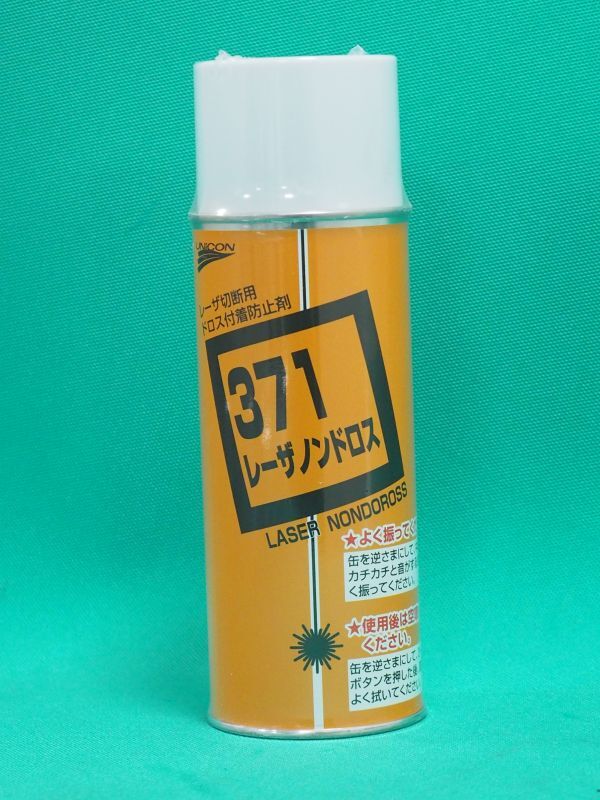 UNICON
レーザ切断用
ドロス付着防止剤
371
レーザノンドロス
LASER NONDOROSS
★よく振ってく
缶を逆さまにして、
カチカチと音がす
く振ってください。
★使用後は空
ください。
缶を逆さまにして、
ボタンを押した後
よく拭いてくださ